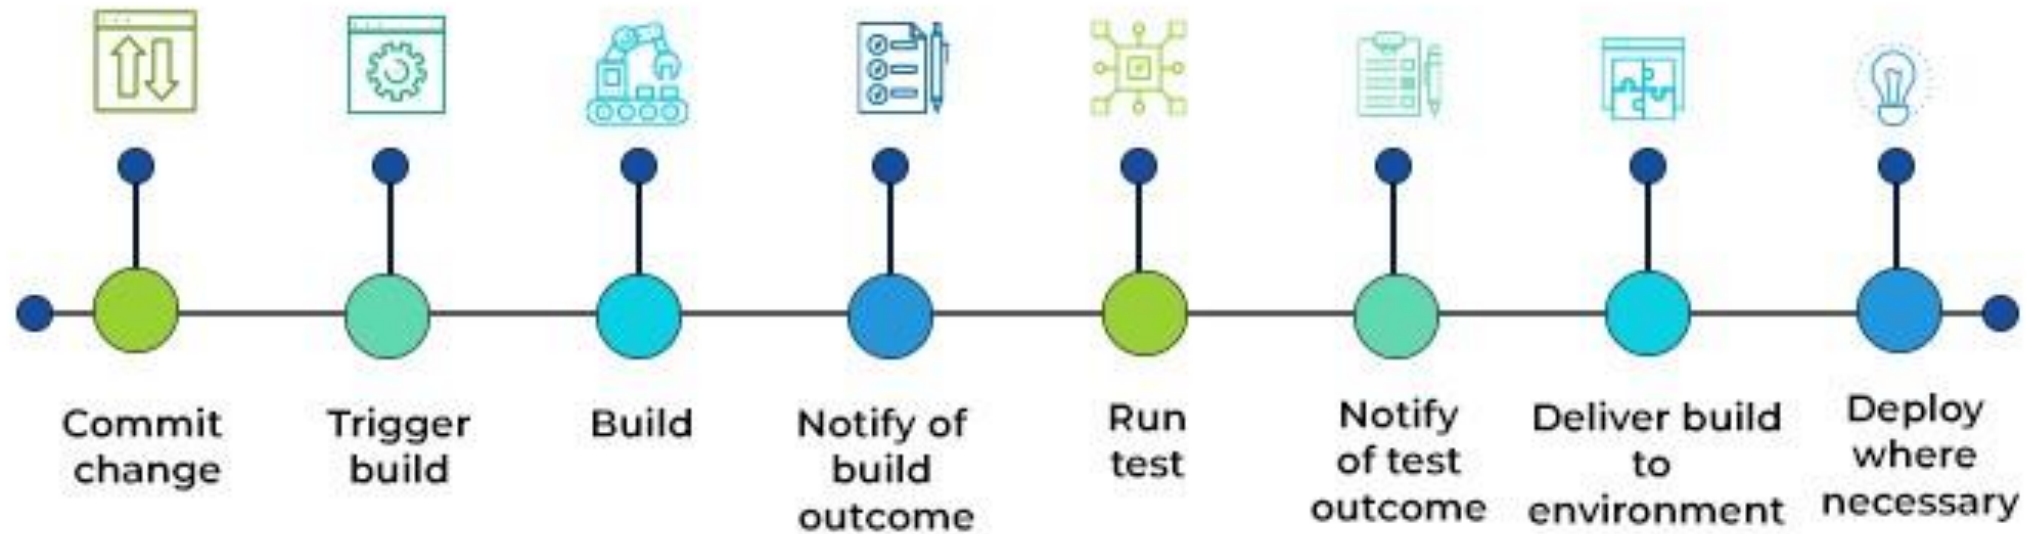 Commit
change
Trigger
build
Build
Notify of
build
outcome
Run
test
Notify
of test
outcome
Deliver build
to
environment
Deploy
where
necessary